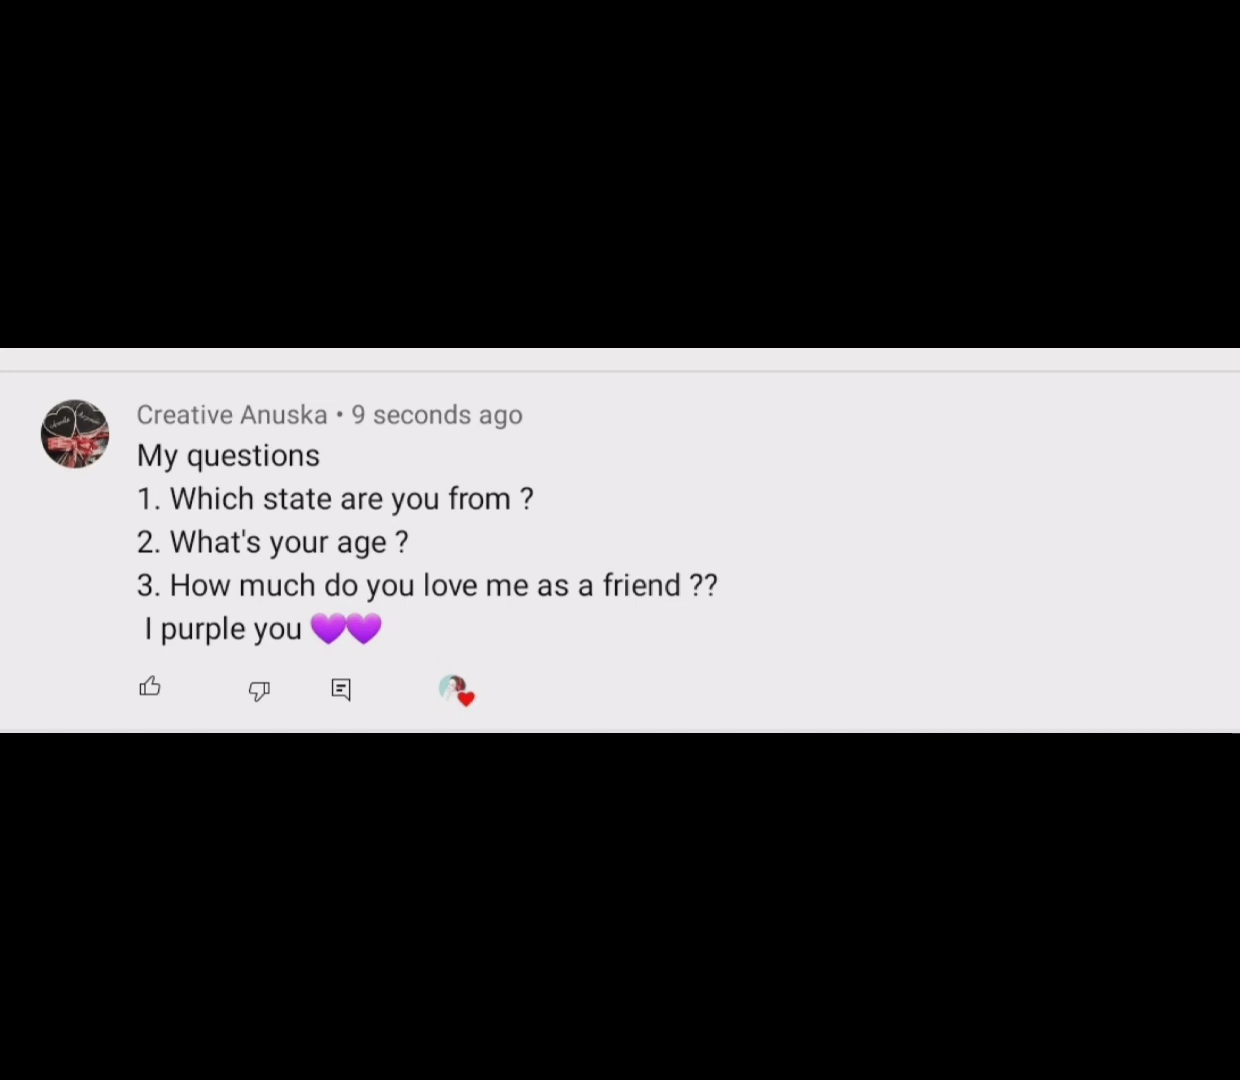 Creative Anuska • 9 seconds ago
My questions
1. Which state are you from ?
2. What's your age ?
3. How much do you love me as a friend ??
I purple you 💜💜